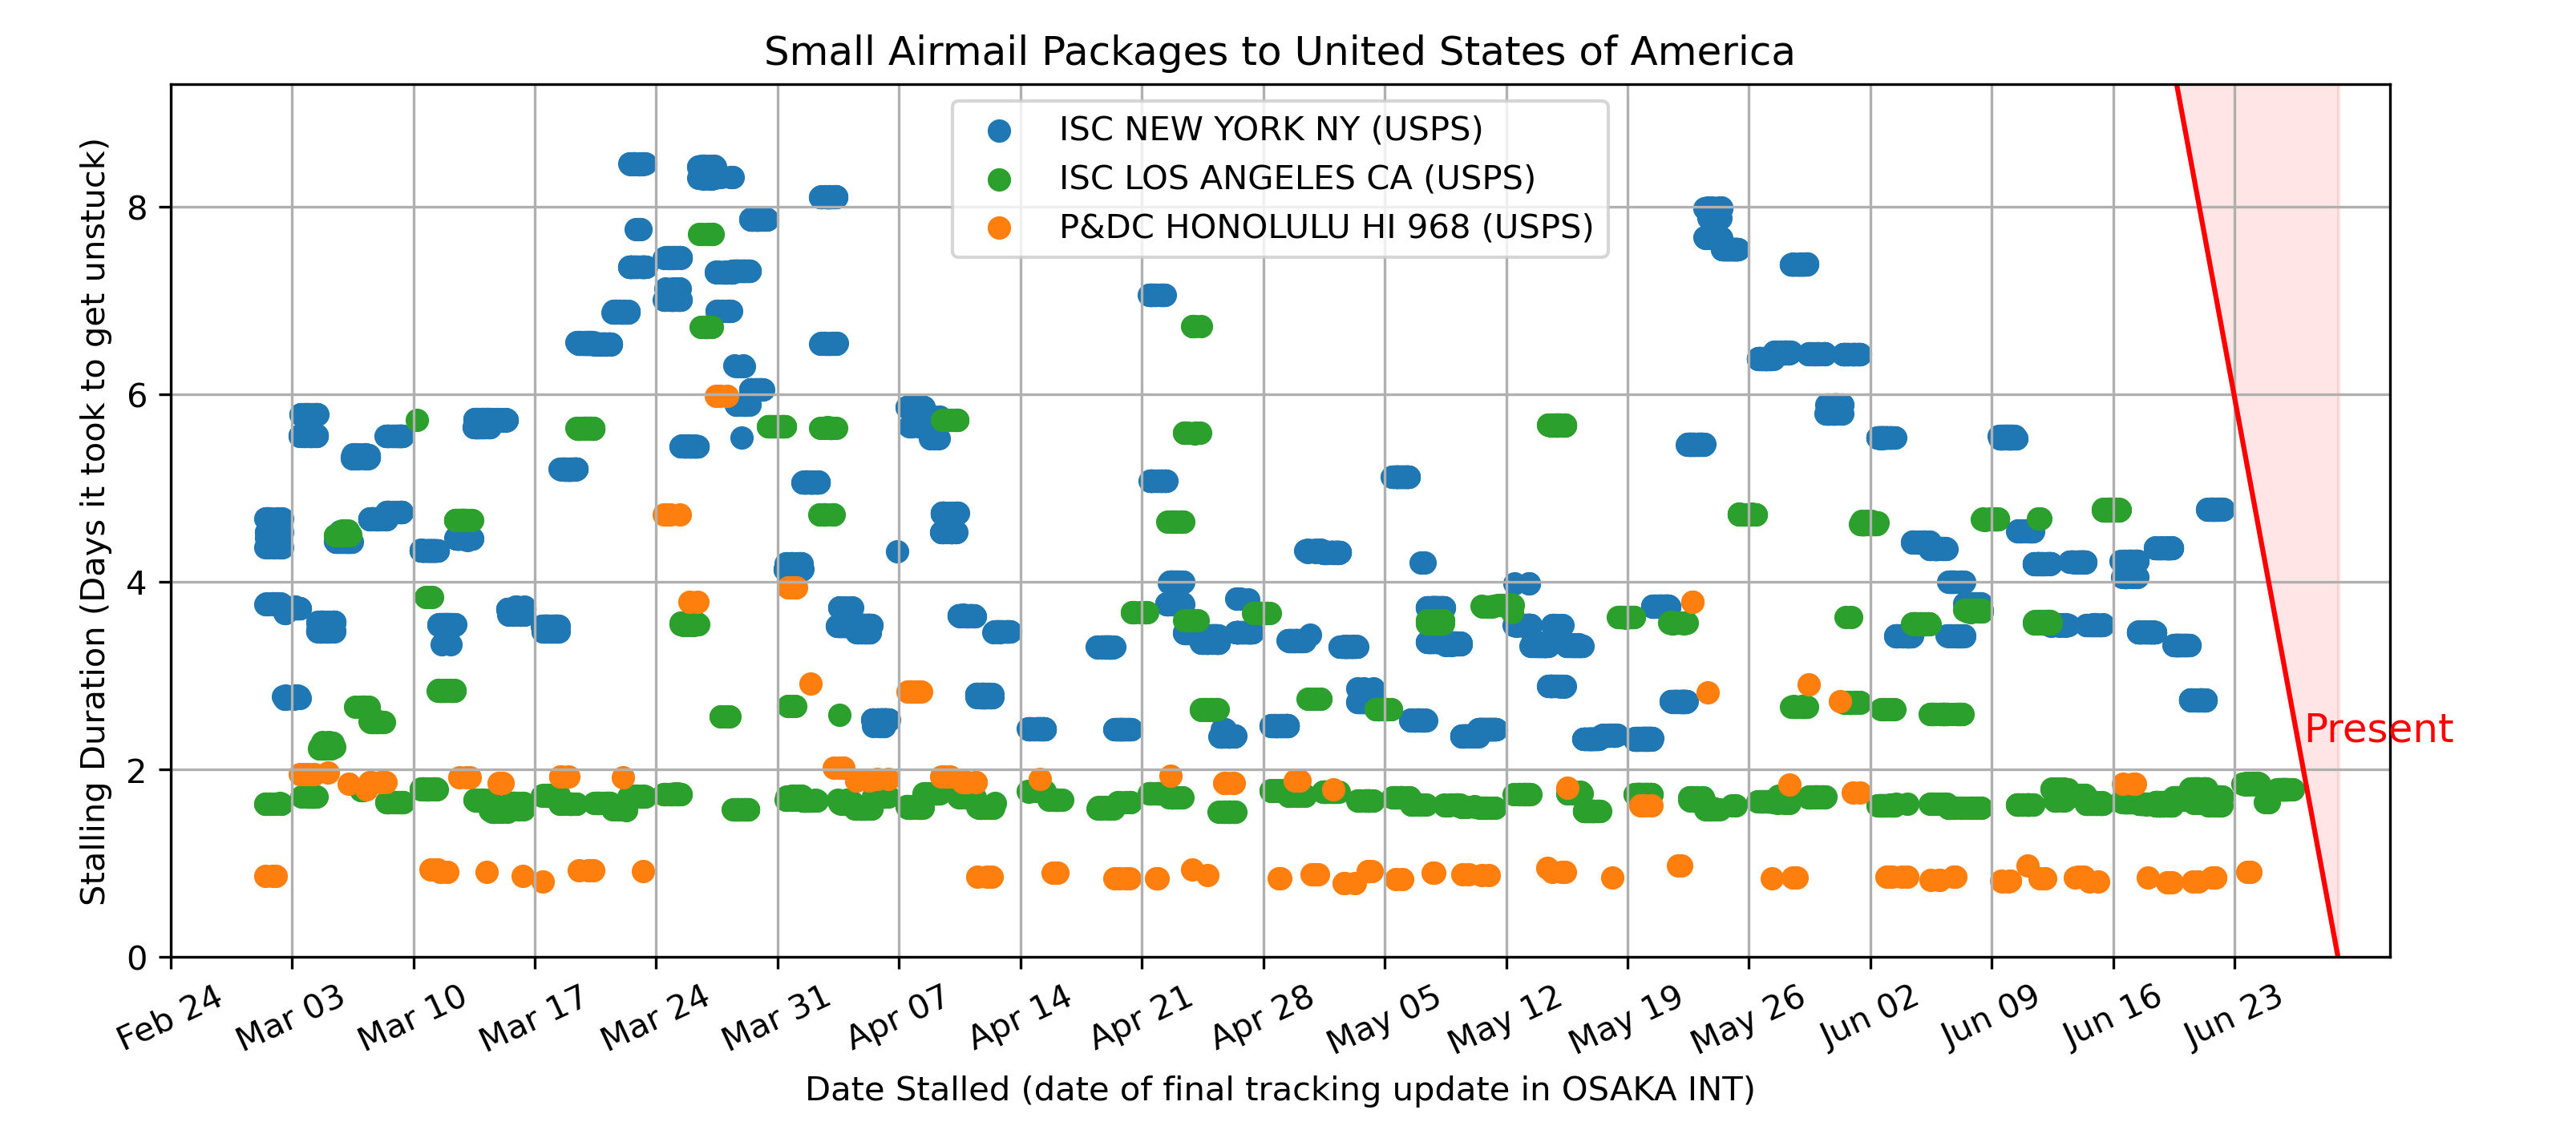 Small Airmail Packages to United States of America
ISC NEW YORK NY (USPS)
ISC LOS ANGELES CA (USPS)
P&DC HONOLULU HI 968 (USPS)
Stalling Duration (Days it took to get unstuck)
8
6
4
2
0
Present
Feb 24
Mar 03
Mar 10
Mar 17
Mar 24
Mar 31
Apr 07
Apr 14
Apr 21
Apr 28
May 05
May 12
May 19
May 26
Jun 02
Jun 09
Jun 16
Jun 23
Date Stalled (date of final tracking update in OSAKA INT)